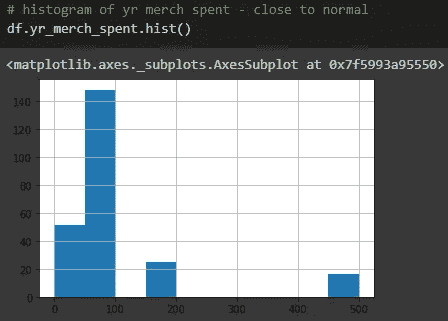 # histogram of yr merch spent - close to normal
df.yr_merch_spent.hist()
<matplotlib.axes._subplots.AxesSubplot at 0x7f5993a95550>
140
120
100
80
60
40
20
0
0 100 200 300 400 500